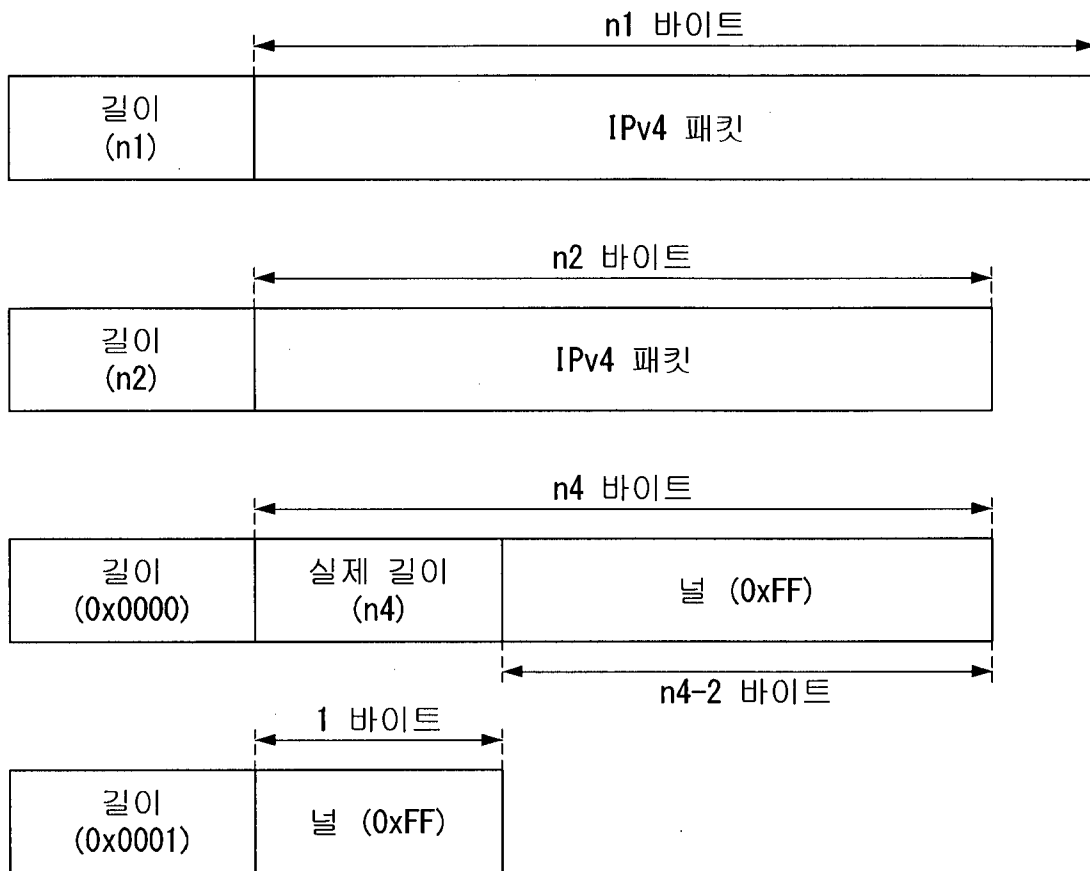 n1 바이트
길이
(n1)
IPv4 패킷
n2 바이트
길이
(n2)
IPv4 패킷
n4 바이트
길이
(0x0000)
실제 길이
(n4)
널 (0xFF)
n4-2 바이트
1 바이트
길이
(0x0001)
널 (0xFF)